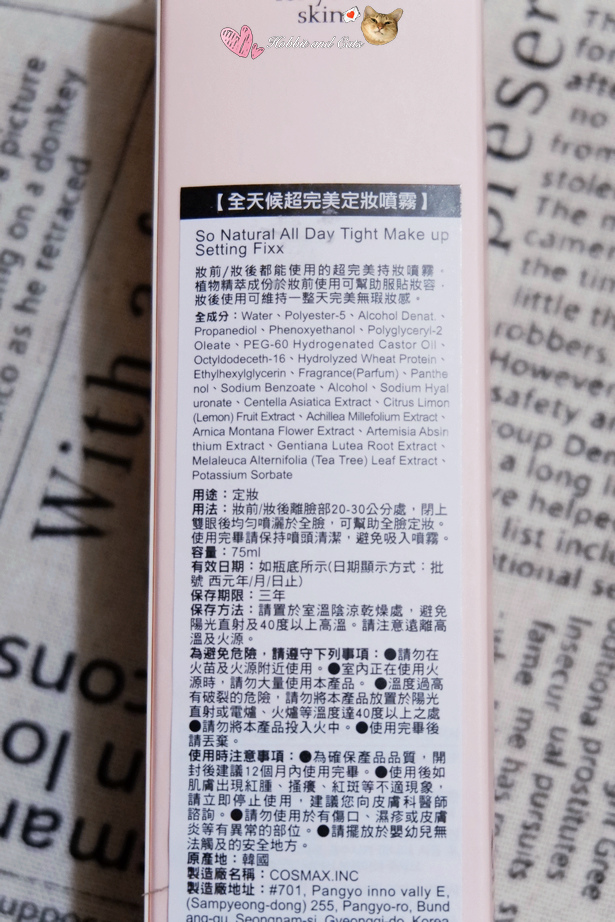 skin
Hobbit and Cats
【全天候超完美定妝噴霧】
So Natural All Day Tight Make up
Setting Fixx
妝前/妝後都能使用的超完美持妝噴霧，
植物精萃成份於妝前使用可幫助服貼妝容，
妝後使用可維持一整天完美無瑕妝感。
全成分：Water、Polyester-5、Alcohol Denat.、
Propanediol、Phenoxyethanol、Polyglyceryl-2
Oleate、PEG-60 Hydrogenated Castor Oil、
Octyldodeceth-16、Hydrolyzed Wheat Protein、
Ethylhexylglycerin、Fragrance(Parfum)、Panthe
nol、Sodium Benzoate、Alcohol、Sodium Hyal
uronate、Centella Asiatica Extract、Citrus Limon
(Lemon) Fruit Extract、Achillea Millefolium Extract、
Arnica Montana Flower Extract、Artemisia Absin
thium Extract、Gentiana Lutea Root Extract、
Melaleuca Alternifolia (Tea Tree) Leaf Extract、
Potassium Sorbate
用途：定妝
用法：妝前/妝後離臉部20-30公分處，閉上
雙眼後均勻噴灑於全臉，可幫助全臉定妝。
使用完畢請保持噴頭清潔，避免吸入噴霧。
容量：75ml
有效日期：如瓶底所示(日期顯示方式：批
號 西元年/月/日止)
保存期限：三年
保存方法：請置於室溫陰涼乾燥處，避免
陽光直射及40度以上高溫。請注意遠離高
溫及火源。
為避免危險，請遵守下列事項：●請勿在
火苗及火源附近使用。●室內正在使用火
源時，請勿大量使用本產品。●溫度過高
有破裂的危險，請勿將本產品放置於陽光
直射或電爐、火爐等溫度達40度以上之處
●請勿將本產品投入火中。●使用完畢後
請丟棄。
使用時注意事項：●為確保產品品質，開
封後建議12個月內使用完畢。●使用後如
肌膚出現紅腫、搔癢、紅斑等不適現象，
請立即停止使用，建議您向皮膚科醫師
諮詢。●請勿使用於有傷口、濕疹或皮膚
炎等有異常的部位。●請擺放於嬰幼兒無
法觸及的安全地方。
原產地：韓國
製造廠名稱：COSMAX.INC
製造廠地址：#701, Pangyo inno vally E,
(Sampyeong-dong) 255, Pangyo-ro, Bund
ang-gu, Seongnam-si, Gyeonggi-do, Korea